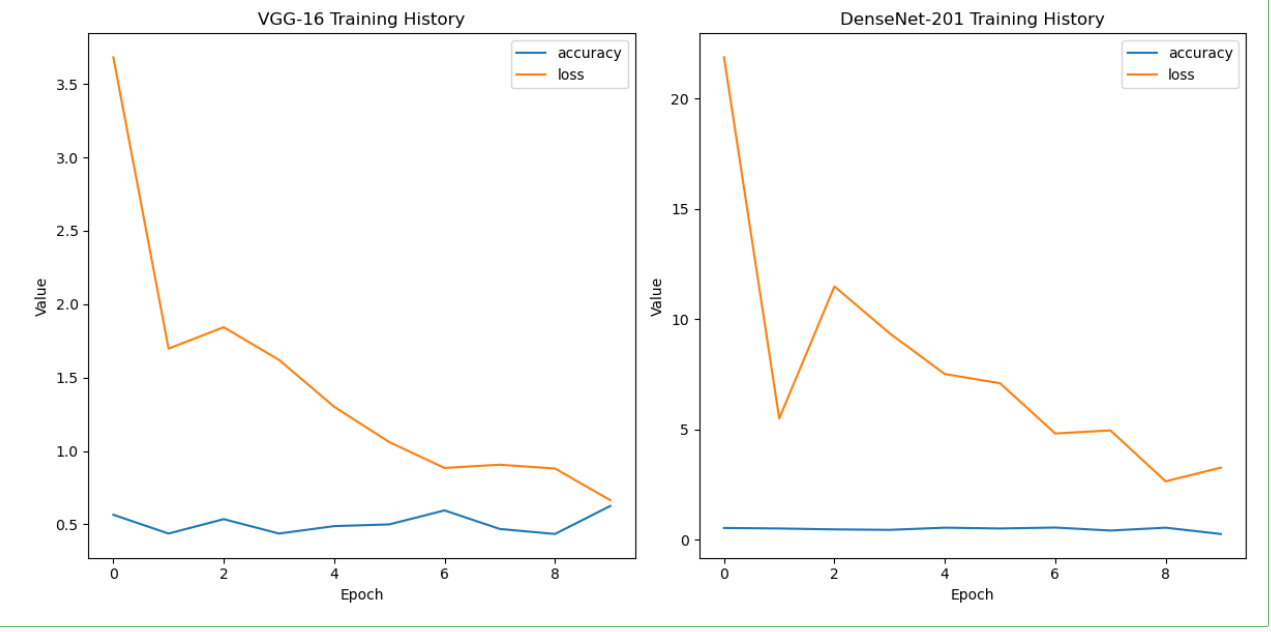 VGG-16 Training History
accuracy
loss
3.5
3.0
2.5
2.0
1.5
1.0
0.5
Value
0 2 4 6 8
Epoch
DenseNet-201 Training History
accuracy
loss
20
15
10
5
0
Value
0 2 4 6 8
Epoch